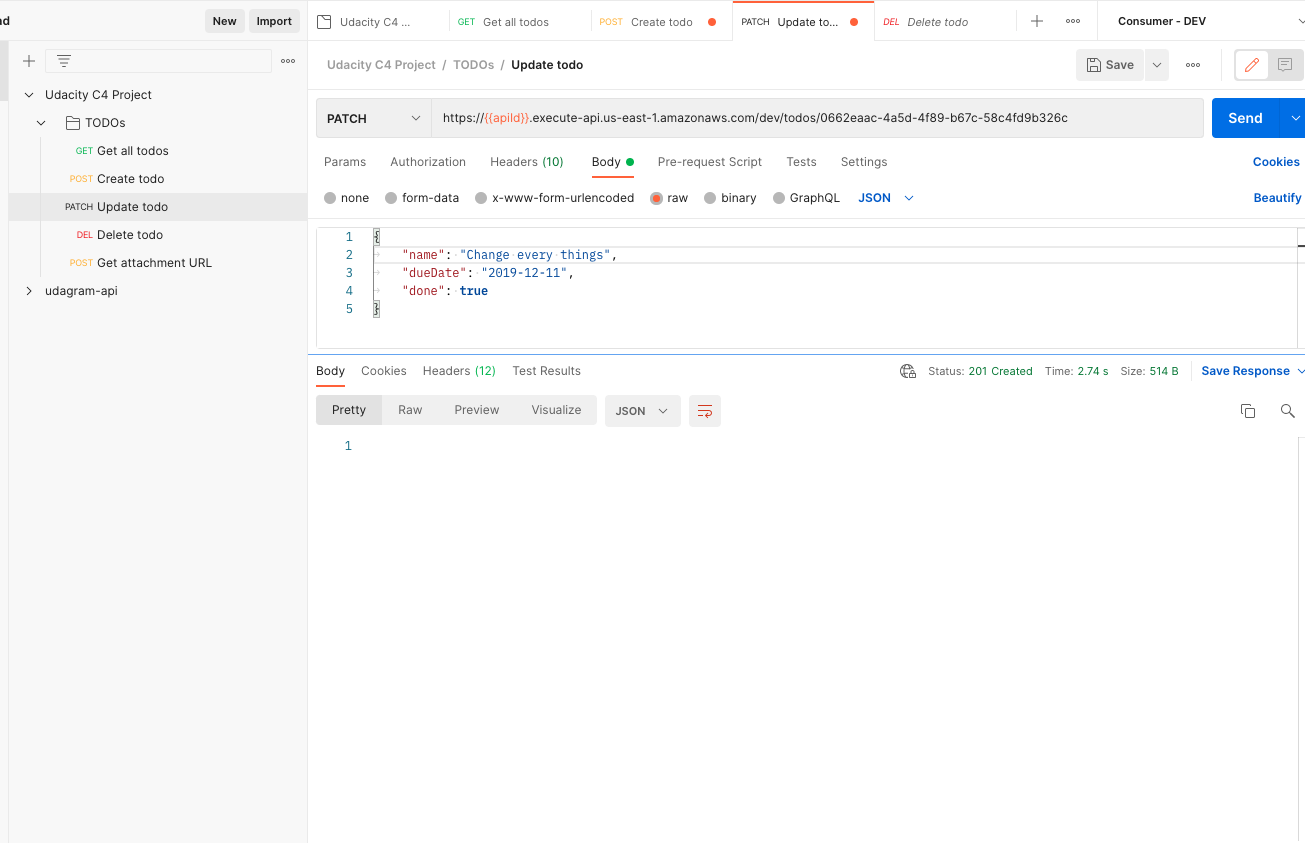 nd New Import Udacity C4 ... GET Get all todos POST Create todo PATCH Update to... DEL Delete todo Consumer - DEV
Udacity C4 Project / TODOs / Update todo Save
Udacity C4 Project
TODOs
GET Get all todos
POST Create todo
PATCH Update todo
DEL Delete todo
POST Get attachment URL
udagram-api
PATCH https://{{apiId}}.execute-api.us-east-1.amazonaws.com/dev/todos/0662eaac-4a5d-4f89-b67c-58c4fd9b326c Send
Params Authorization Headers (10) Body Pre-request Script Tests Settings Cookies
none form-data x-www-form-urlencoded raw binary GraphQL JSON Beautify
1 {
2 "name": "Change every things",
3 "dueDate": "2019-12-11",
4 "done": true
5 }
Body Cookies Headers (12) Test Results Status: 201 Created Time: 2.74 s Size: 514 B Save Response
Pretty Raw Preview Visualize JSON
1